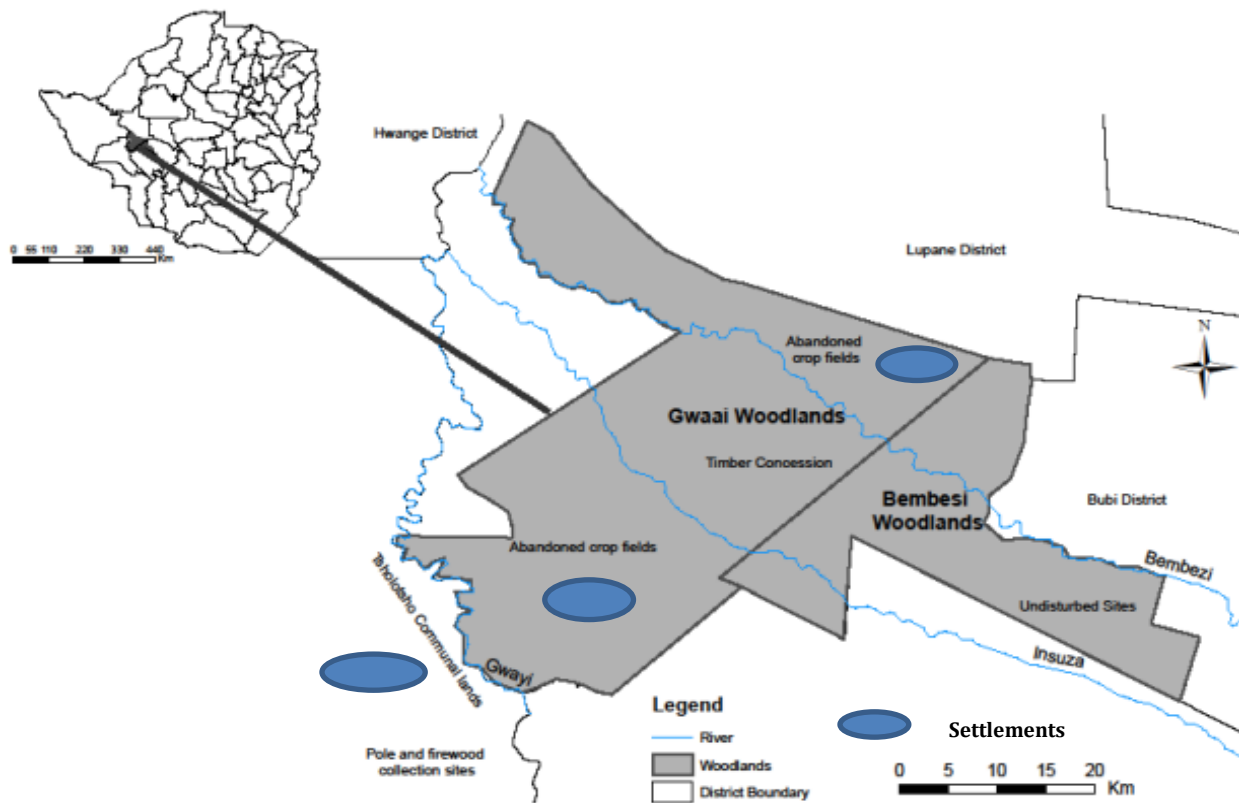 Hwange District
0 55 110 220 330 440
Km
Lupane District
N
Abandoned
crop fields
Gwaai Woodlands
Timber Concession
Bembesi
Woodlands
Bubi District
Bembezi
Abandoned crop fields
Undisturbed Sites
Insuza
Tsholotsho Communal lands
Gwayi
Legend
River
Woodlands
District Boundary
Settlements
Pole and firewood
collection sites
0 5 10 15 20
Km